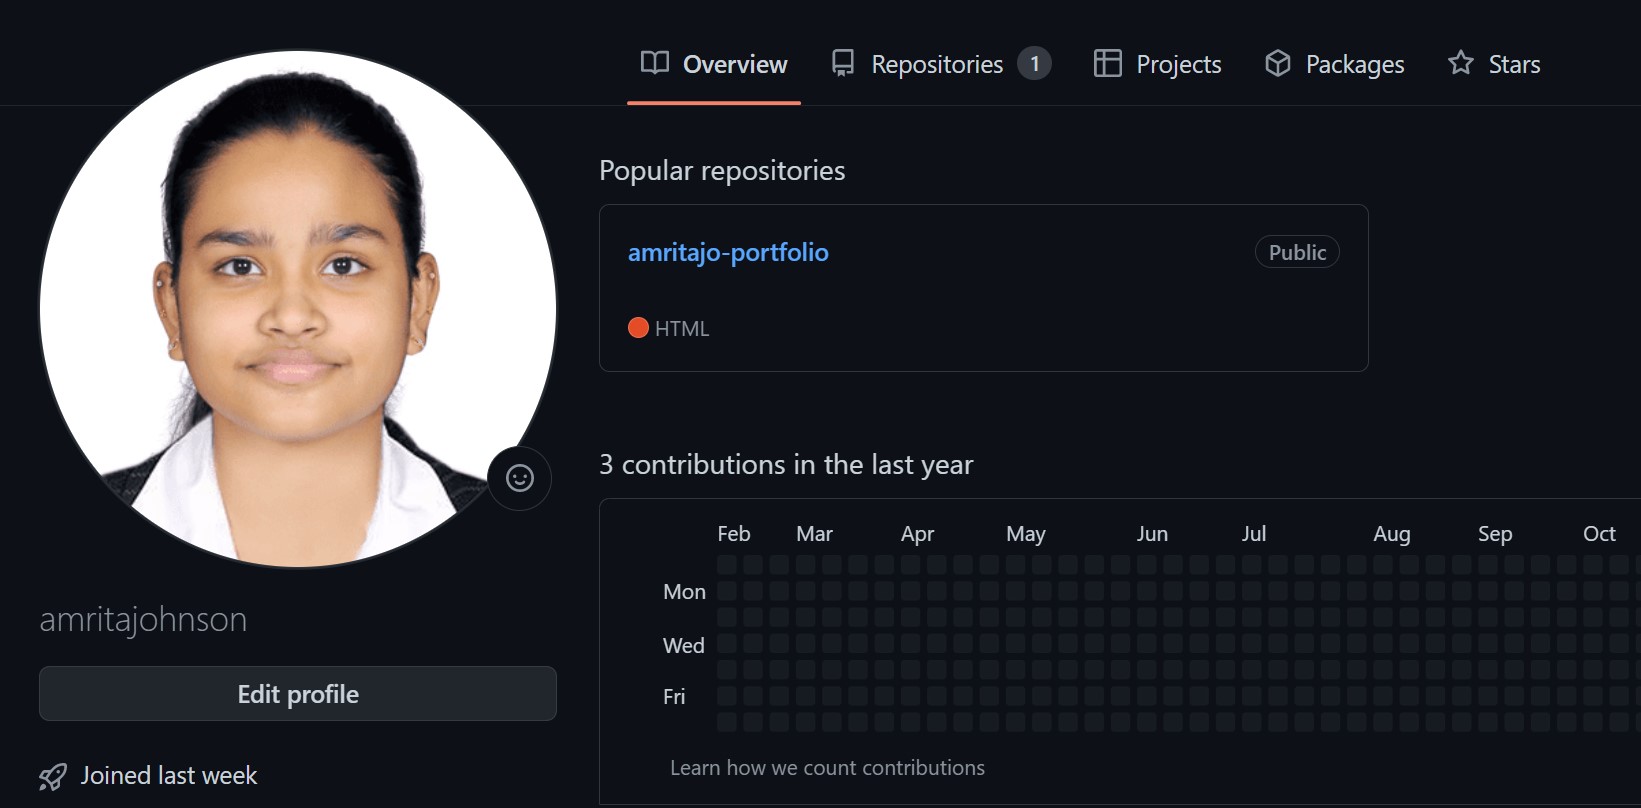 Overview Repositories 1 Projects Packages Stars
Popular repositories
amritajo-portfolio Public
HTML
3 contributions in the last year
Feb Mar Apr May Jun Jul Aug Sep Oct
Mon
Wed
Fri
Learn how we count contributions
amritajohnson
Edit profile
Joined last week